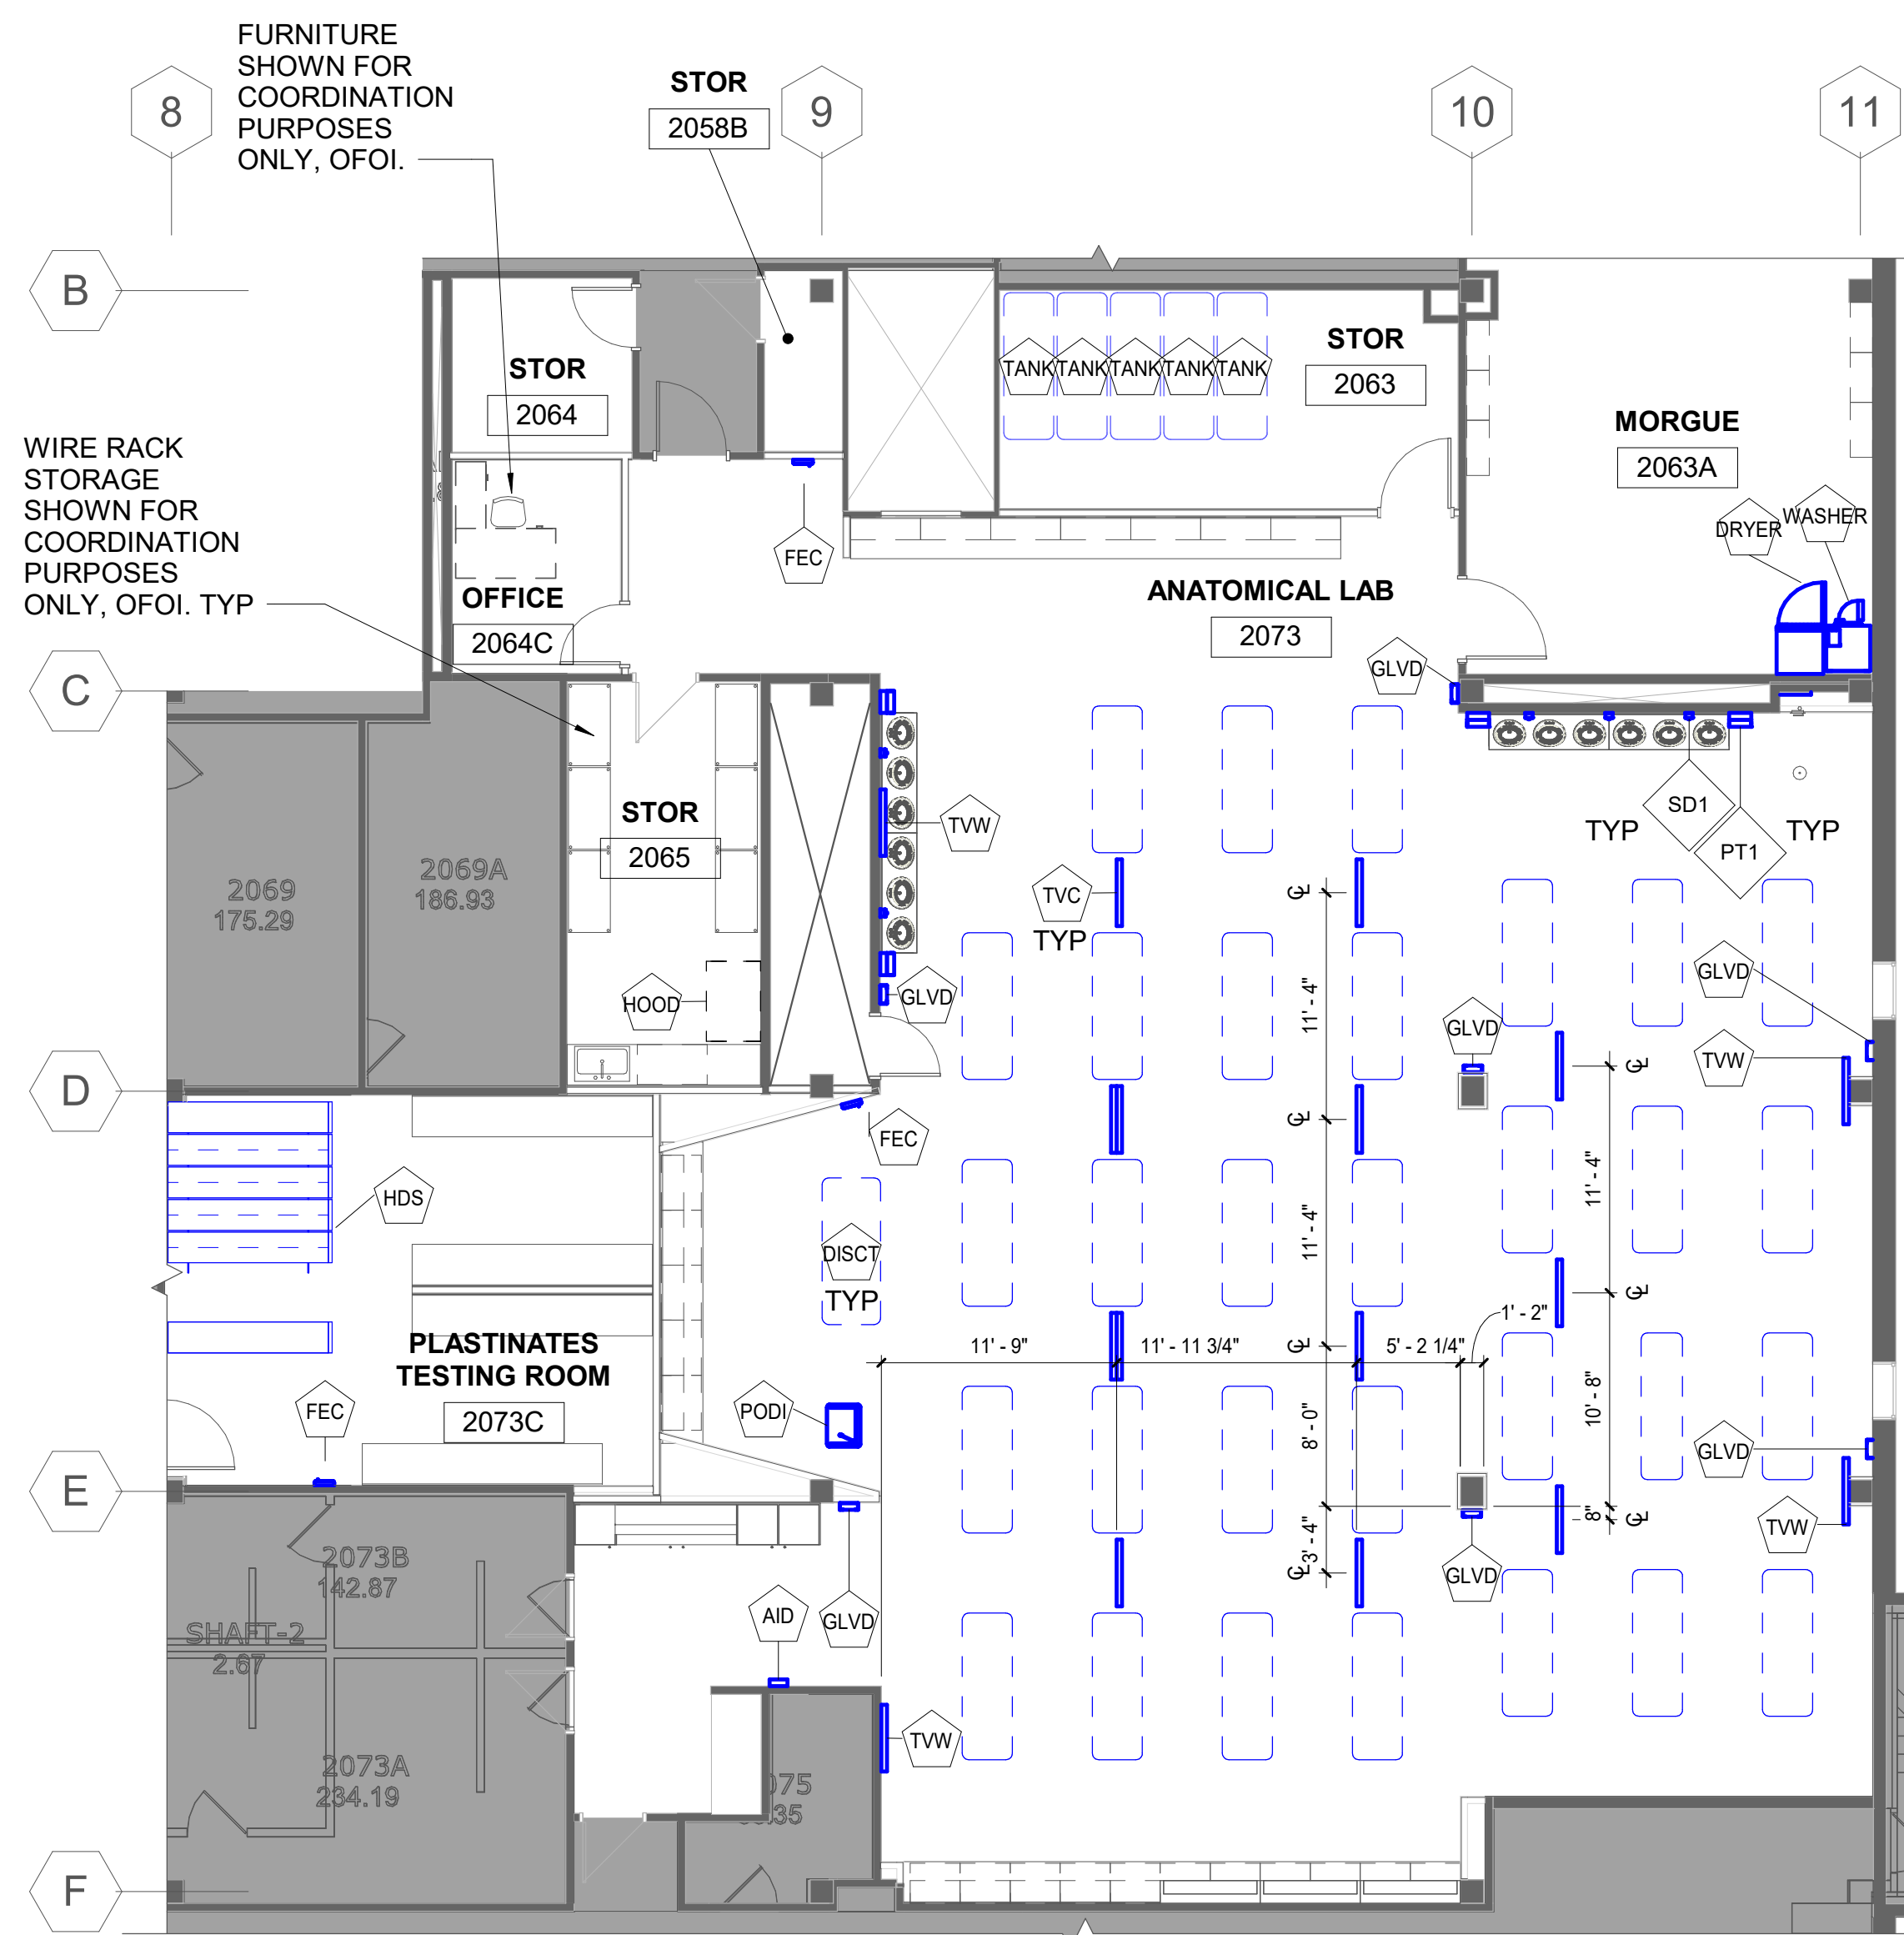 FURNITURE
SHOWN FOR
COORDINATION
PURPOSES
ONLY, OFOI.
STOR
2058B
8
9
10
11
B
STOR
2064
TANK TANK TANK TANK TANK
STOR
2063
MORGUE
2063A
WIRE RACK
STORAGE
SHOWN FOR
COORDINATION
PURPOSES
ONLY, OFOI. TYP
DRYER
WASHER
FEC
OFFICE
2064C
ANATOMICAL LAB
2073
GLVD
C
STOR
2065
TVW
SD1
PT1
TYP
TYP
2069
175.29
2069A
186.93
TVC
TYP
HOOD
GLVD
11' - 4"
GLVD
GLVD
TVW
D
FEC
HDS
11' - 4"
11' - 4"
DISCT
TYP
1' - 2"
11' - 9"
11' - 11 3/4"
5' - 2 1/4"
PLASTINATES
TESTING ROOM
2073C
FEC
PODI
8' - 0"
10' - 8"
GLVD
E
3' - 4"
8"
TVW
GLVD
2073B
142.87
SHAFT-2
2.67
AID
GLVD
TVW
2073A
234.19
075
35
F